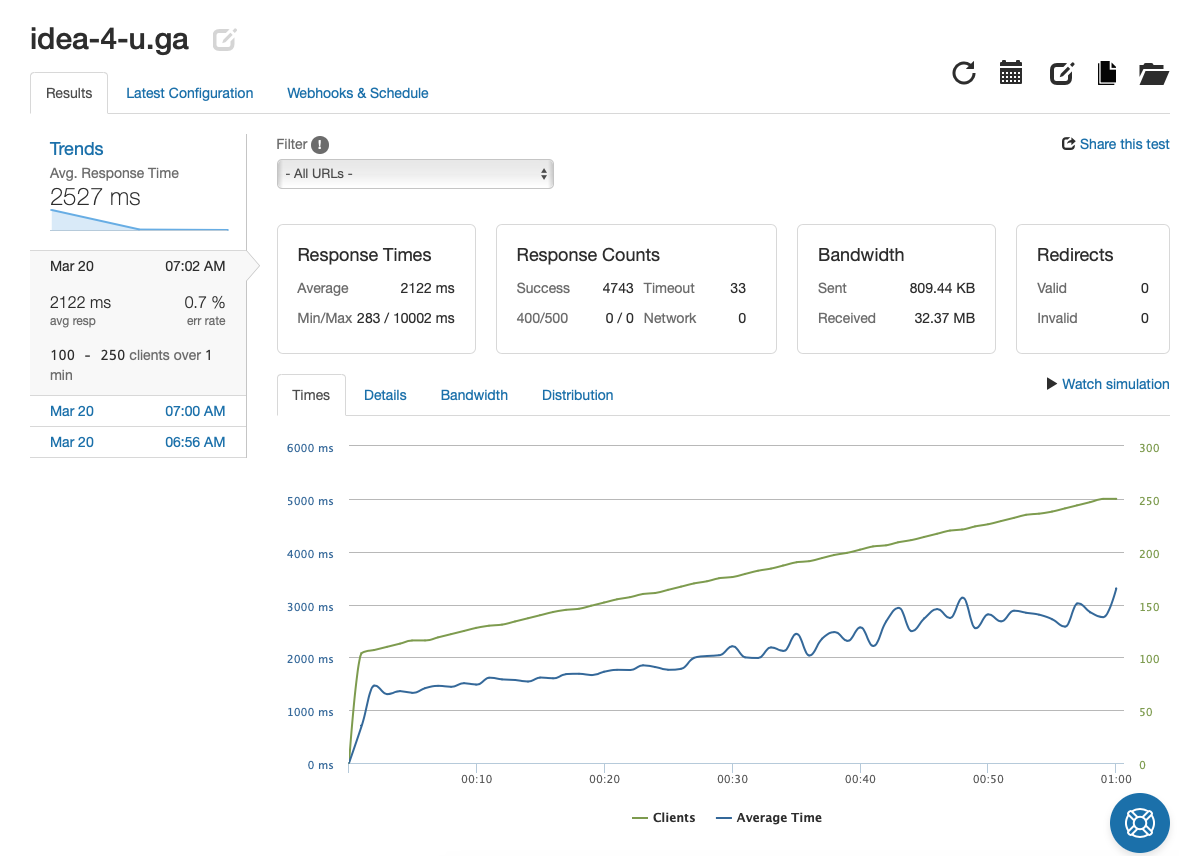 idea-4-u.ga
Results Latest Configuration Webhooks & Schedule
Trends
Avg. Response Time
2527 ms
Mar 20 07:02 AM
2122 ms 0.7 %
avg resp err rate
100 - 250 clients over 1
min
Mar 20 07:00 AM
Mar 20 06:56 AM
Filter !
Share this test
- All URLs -
Response Times
Average 2122 ms
Min/Max 283 / 10002 ms
Response Counts
Success 4743 Timeout 33
400/500 0 / 0 Network 0
Bandwidth
Sent 809.44 KB
Received 32.37 MB
Redirects
Valid 0
Invalid 0
Times Details Bandwidth Distribution
Watch simulation
6000 ms 300
5000 ms 250
4000 ms 200
3000 ms 150
2000 ms 100
1000 ms 50
0 ms 0
00:10 00:20 00:30 00:40 00:50 01:00
Clients Average Time